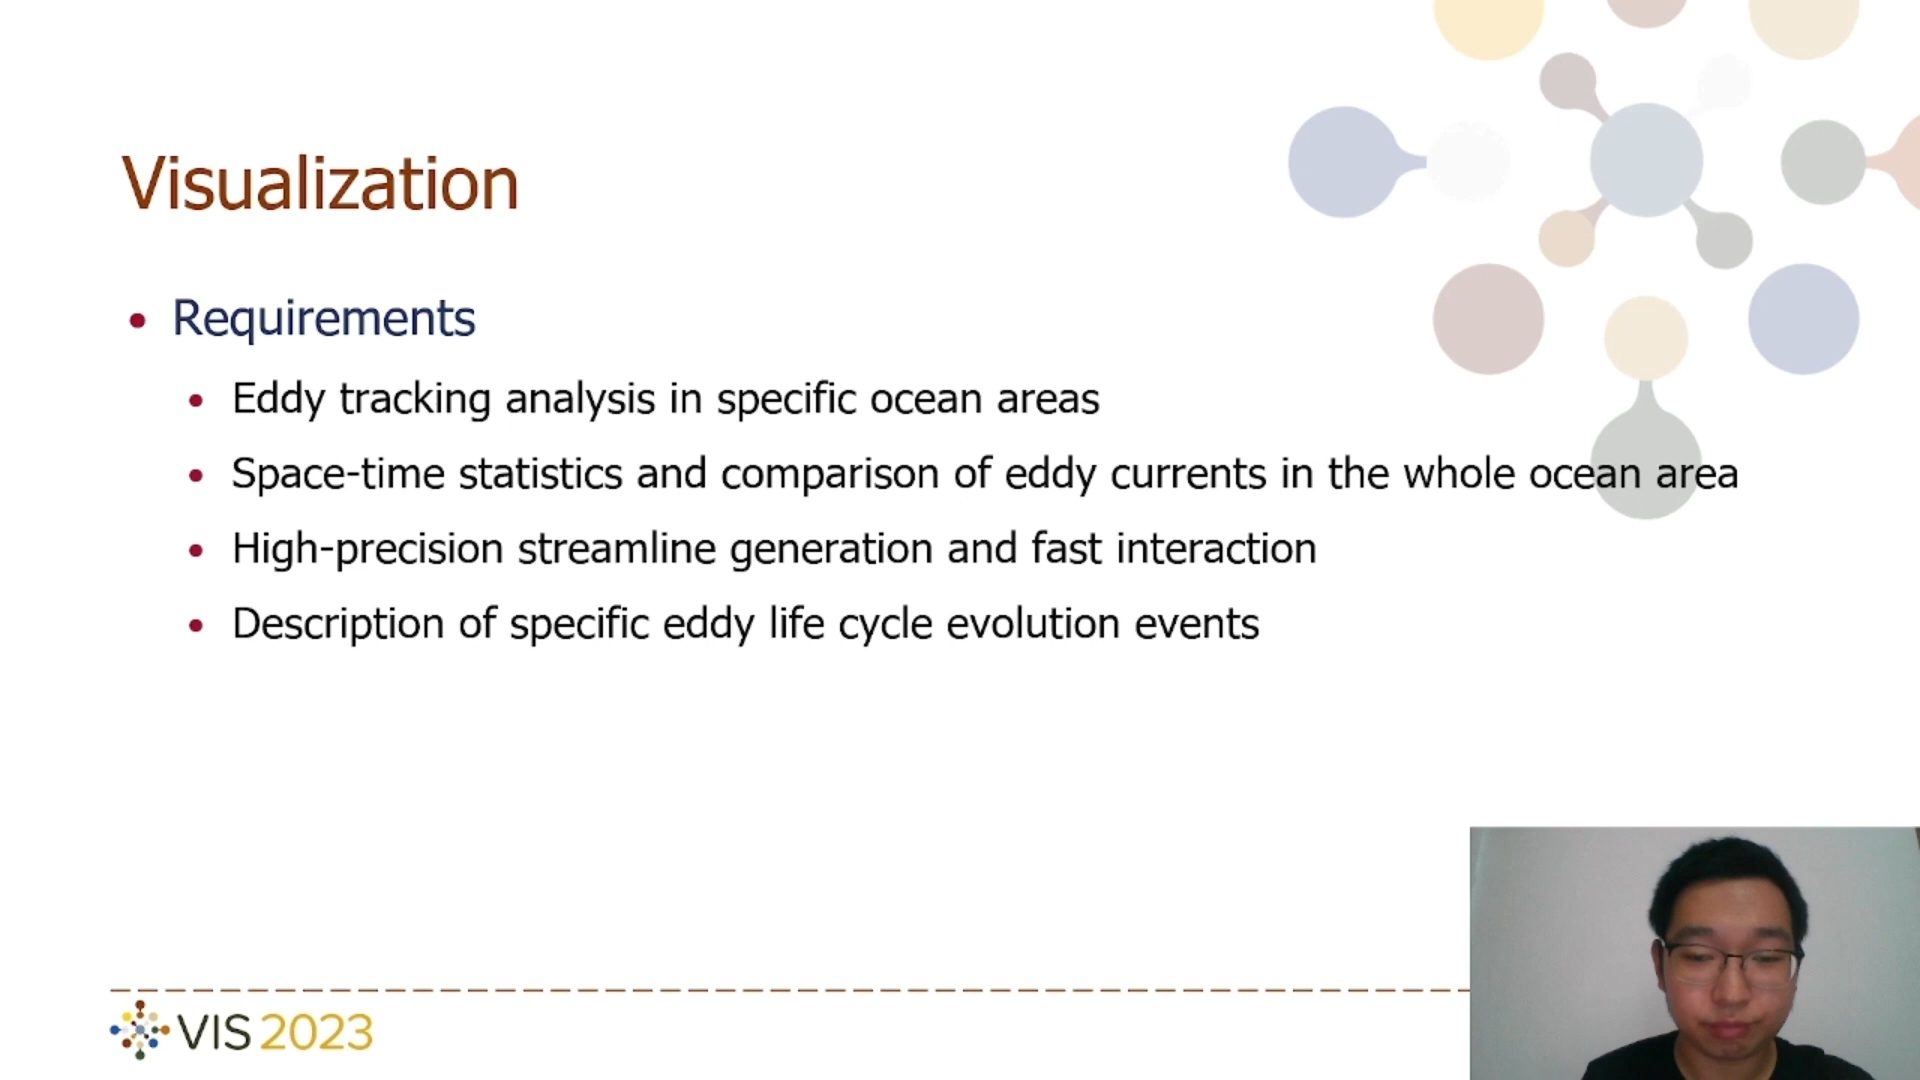 Visualization
Requirements
Eddy tracking analysis in specific ocean areas
Space-time statistics and comparison of eddy currents in the whole ocean area
High-precision streamline generation and fast interaction
Description of specific eddy life cycle evolution events
VIS 2023